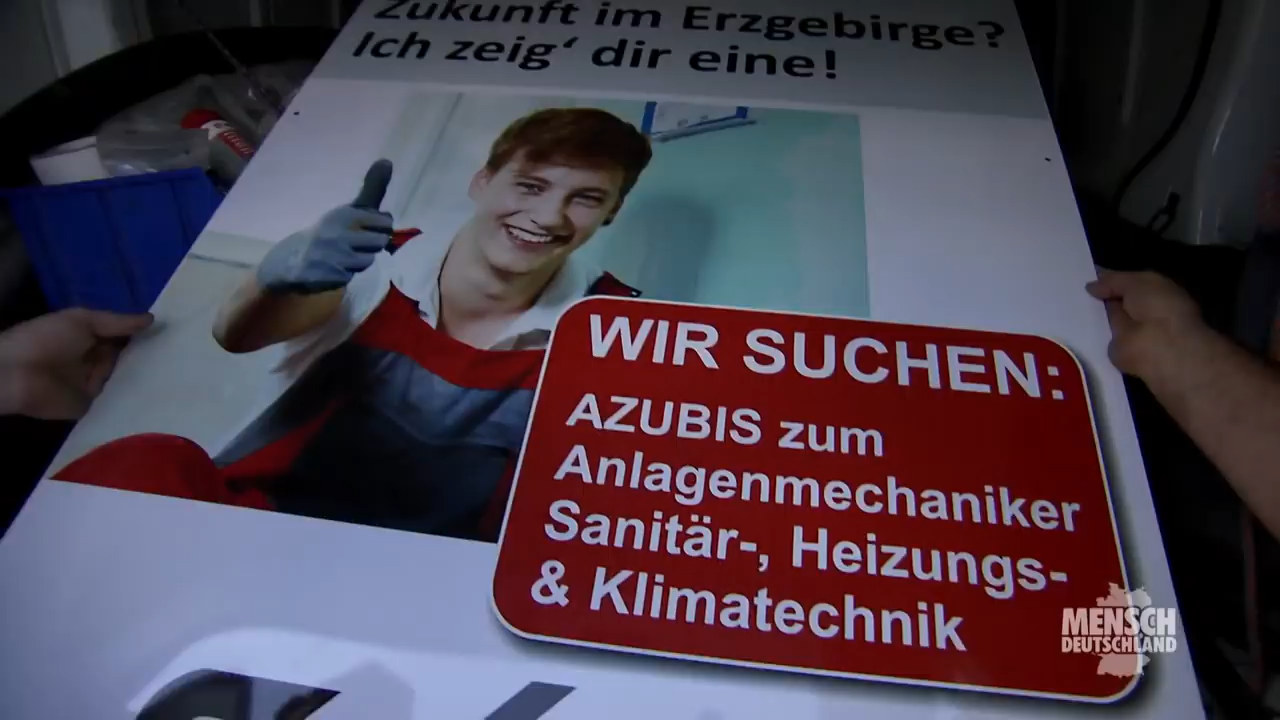 Zukunft im Erzgebirge?
Ich zeig‘ dir eine!
WIR SUCHEN:
AZUBIS zum
Anlagenmechaniker
Sanitär-, Heizungs-
& Klimatechnik
MENSCH
DEUTSCHLAND